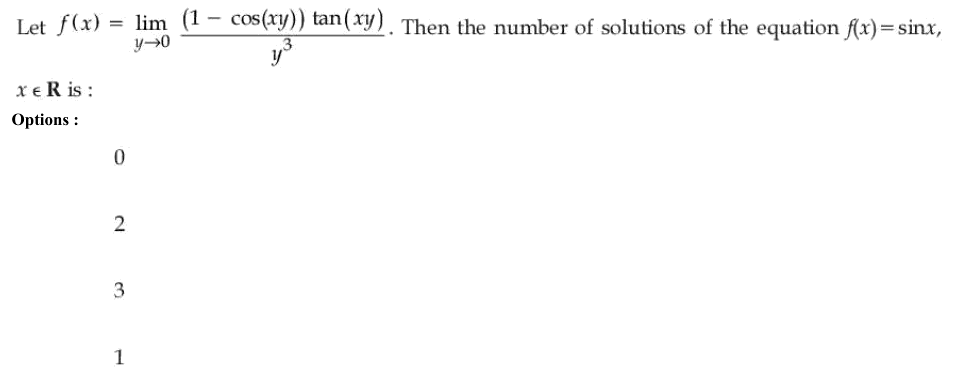 Let f(x) = lim y→0 (1 − cos(xy)) tan(xy) / y³ . Then the number of solutions of the equation f(x)=sinx,
x ϵ R is :
Options :
0
2
3
1